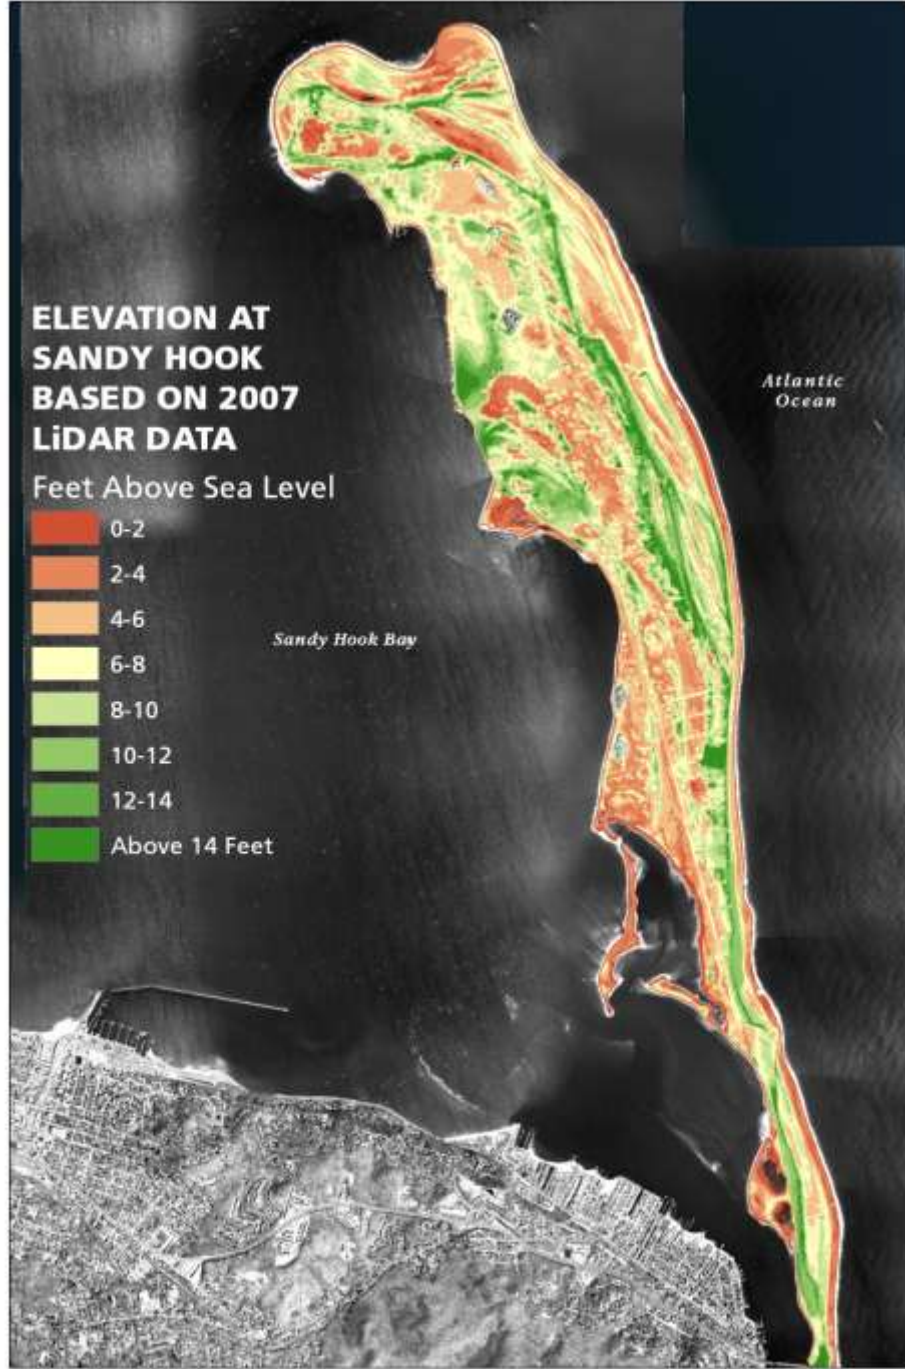 ELEVATION AT
SANDY HOOK
BASED ON 2007
LiDAR DATA
Feet Above Sea Level
0-2
2-4
4-6
6-8
8-10
10-12
12-14
Above 14 Feet
Atlantic
Ocean
Sandy Hook Bay